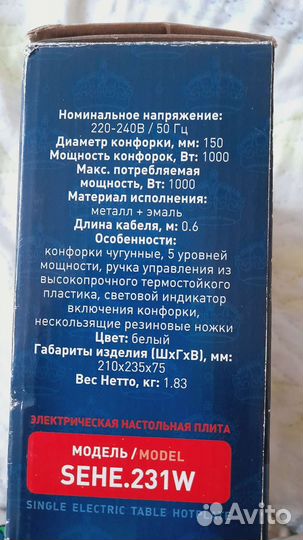 Номинальное напряжение:
220-240В / 50 Гц
Диаметр конфорки, мм: 150
Мощность конфорок, Вт: 1000
Макс. потребляемая
мощность, Вт: 1000
Материал исполнения:
металл + эмаль
Длина кабеля, м: 0.6
Особенности:
конфорки чугунные, 5 уровней
мощности, ручка управления из
высокопрочного термостойкого
пластика, световой индикатор
включения конфорки,
нескользящие резиновые ножки
Цвет: белый
Габариты изделия (ШхГхВ), мм:
210х235х75
Вес Нетто, кг: 1.83
ЭЛЕКТРИЧЕСКАЯ НАСТОЛЬНАЯ ПЛИТА
МОДЕЛЬ/MODEL
SEHE.231W
SINGLE ELECTRIC TABLE
Avito